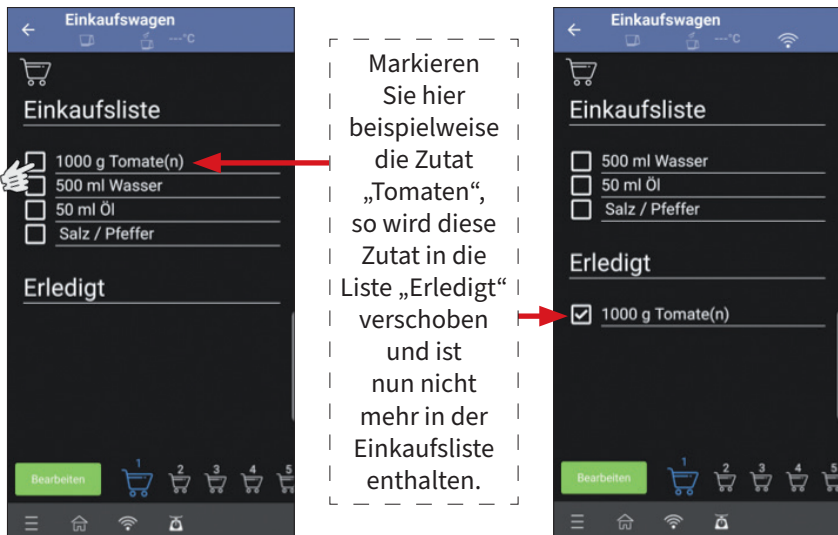 Einkaufswagen
---°C
Einkaufsliste
1000 g Tomate(n)
500 ml Wasser
50 ml Öl
Salz / Pfeffer
Erledigt
Bearbeiten
1
2
3
4
5
Markieren
Sie hier
beispielweise
die Zutat
„Tomaten“,
so wird diese
Zutat in die
Liste „Erledigt“
verschoben
und ist
nun nicht
mehr in der
Einkaufsliste
enthalten.
Einkaufswagen
---°C
Einkaufsliste
500 ml Wasser
50 ml Öl
Salz / Pfeffer
Erledigt
1000 g Tomate(n)
Bearbeiten
1
2
3
4
5